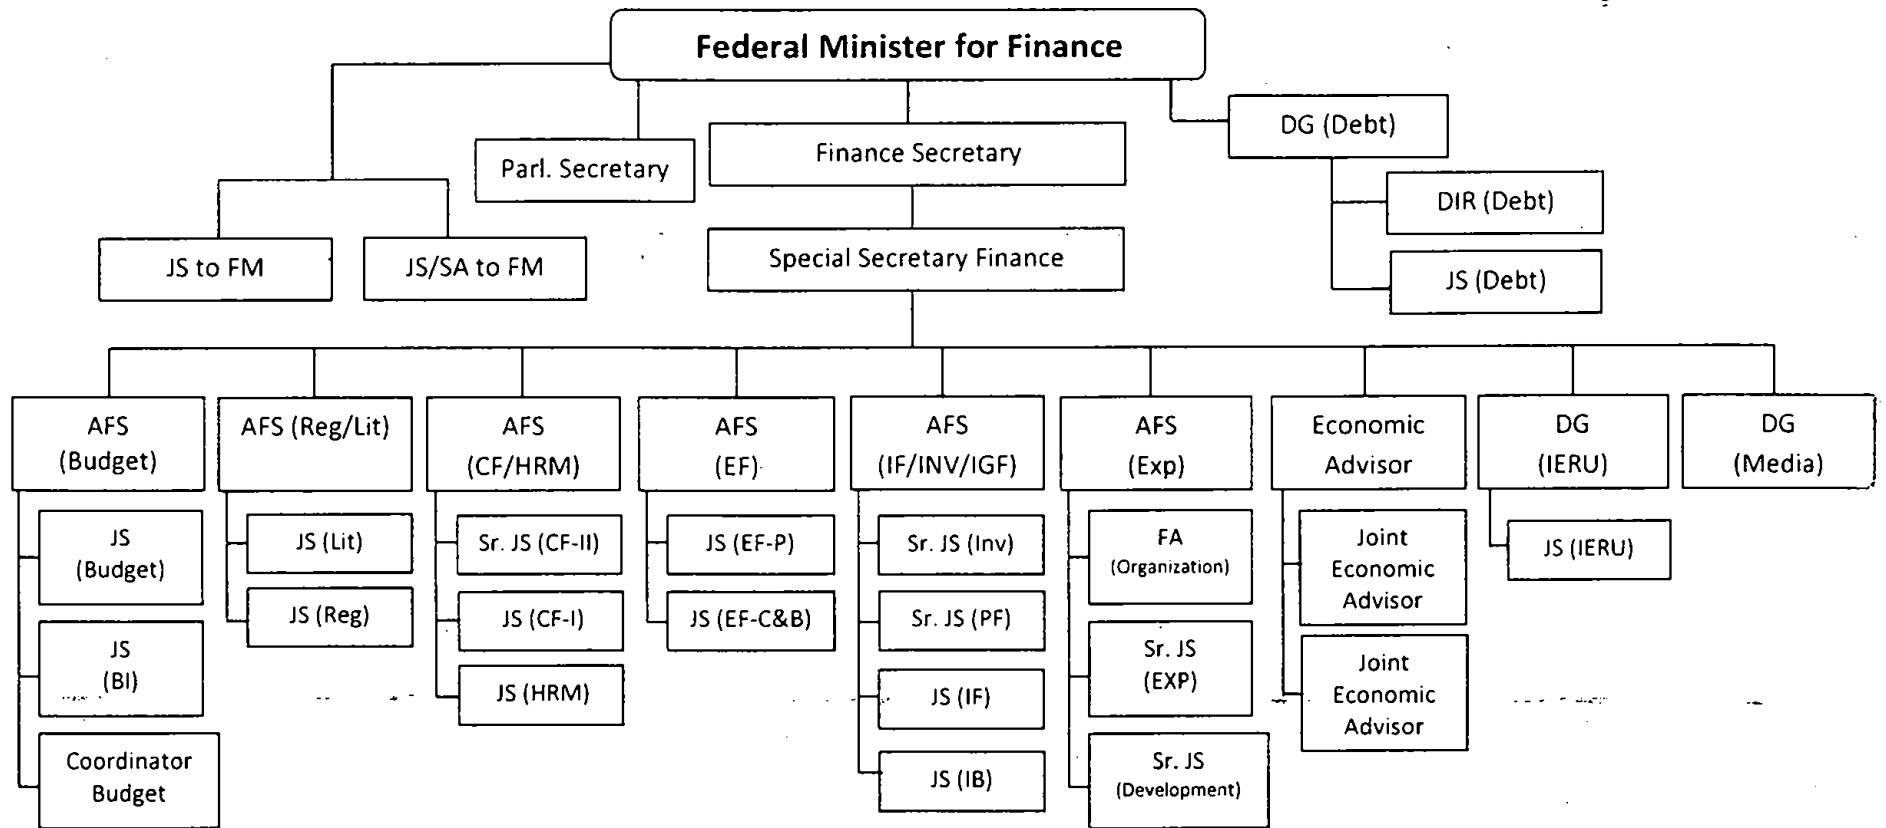 Federal Minister for Finance
Parl. Secretary
Finance Secretary
DG (Debt)
DIR (Debt)
JS to FM
JS/SA to FM
Special Secretary Finance
JS (Debt)
AFS
(Budget)
JS
(Budget)
JS
(BI)
Coordinator
Budget
AFS (Reg/Lit)
JS (Lit)
JS (Reg)
AFS
(CF/HRM)
Sr. JS (CF-II)
JS (CF-I)
JS (HRM)
AFS
(EF)
JS (EF-P)
JS (EF-C&B)
AFS
(IF/INV/IGF)
Sr. JS (Inv)
Sr. JS (PF)
JS (IF)
JS (IB)
AFS
(Exp)
FA
(Organization)
Sr. JS
(EXP)
Sr. JS
(Development)
Economic
Advisor
Joint
Economic
Advisor
Joint
Economic
Advisor
DG
(IERU)
JS (IERU)
DG
(Media)